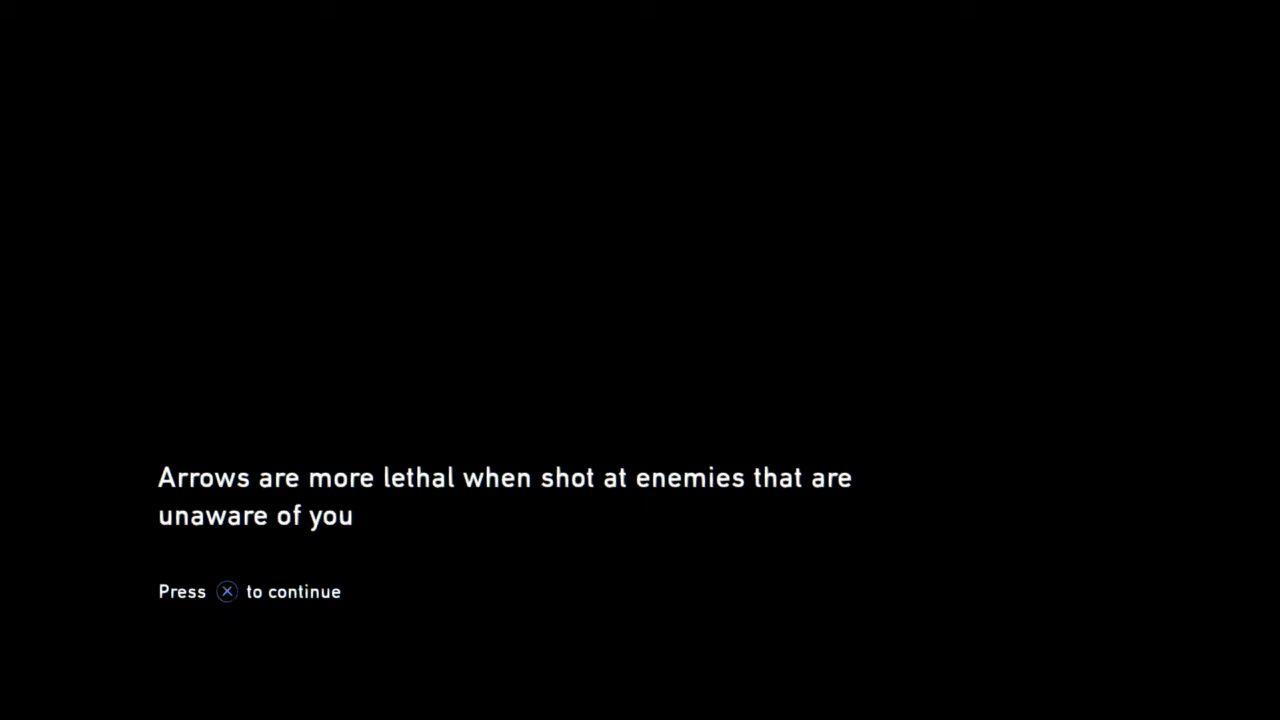 Arrows are more lethal when shot at enemies that are
unaware of you
Press ⓧ to continue